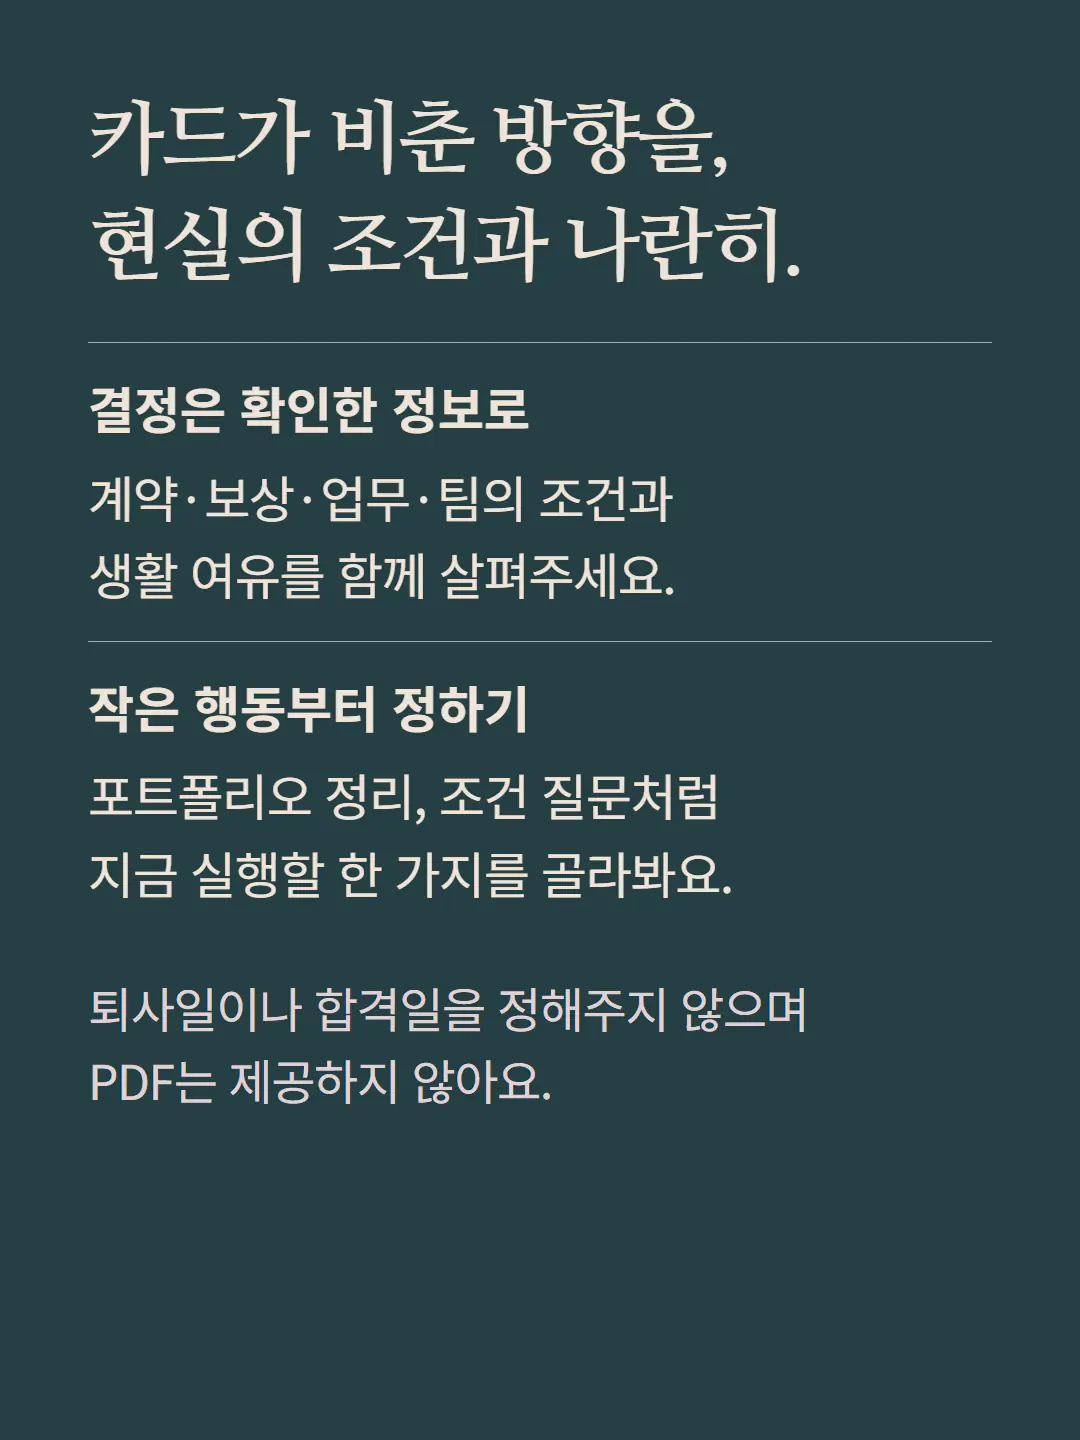 카드가 비춘 방향을,
현실의 조건과 나란히.
결정은 확인한 정보로
계약·보상·업무·팀의 조건과
생활 여유를 함께 살펴주세요.
작은 행동부터 정하기
포트폴리오 정리, 조건 질문처럼
지금 실행할 한 가지를 골라봐요.
퇴사일이나 합격일을 정해주지 않으며
PDF는 제공하지 않아요.